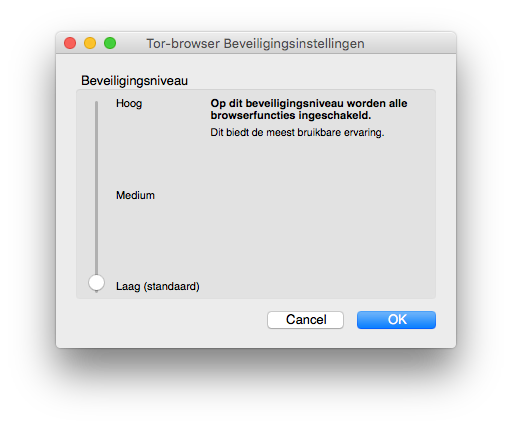 Tor-browser Beveiligingsinstellingen
Beveiligingsniveau
Hoog
Op dit beveiligingsniveau worden alle
browserfuncties ingeschakeld.
Dit biedt de meest bruikbare ervaring.
Medium
Laag (standaard)
Cancel
OK